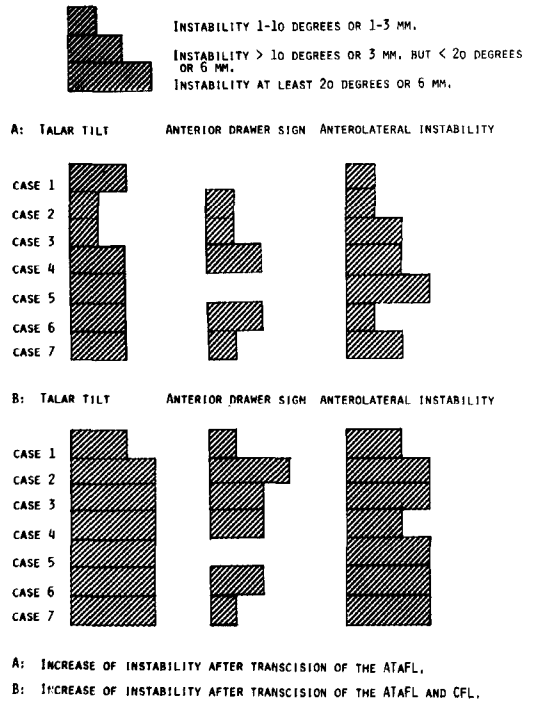 INSTABILITY 1-10 DEGREES OR 1-3 MM.
INSTABILITY > 10 DEGREES OR 3 MM. BUT < 20 DEGREES
OR 6 MM.
INSTABILITY AT LEAST 20 DEGREES OR 6 MM.
A: TALAR TILT ANTERIOR DRAWER SIGN ANTEROLATERAL INSTABILITY
CASE 1
CASE 2
CASE 3
CASE 4
CASE 5
CASE 6
CASE 7
B: TALAR TILT ANTERIOR DRAWER SIGN ANTEROLATERAL INSTABILITY
CASE 1
CASE 2
CASE 3
CASE 4
CASE 5
CASE 6
CASE 7
A: INCREASE OF INSTABILITY AFTER TRANSCISION OF THE ATAFL.
B: INCREASE OF INSTABILITY AFTER TRANSCISION OF THE ATAFL AND CFL.